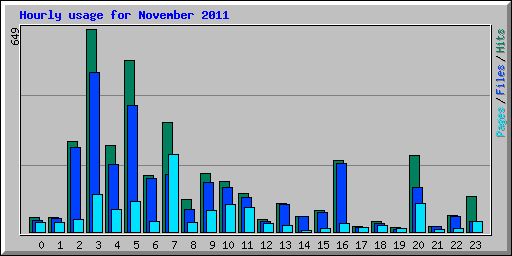 Hourly usage for November 2011
649
Pages/Files/Hits
0 1 2 3 4 5 6 7 8 9 10 11 12 13 14 15 16 17 18 19 20 21 22 23